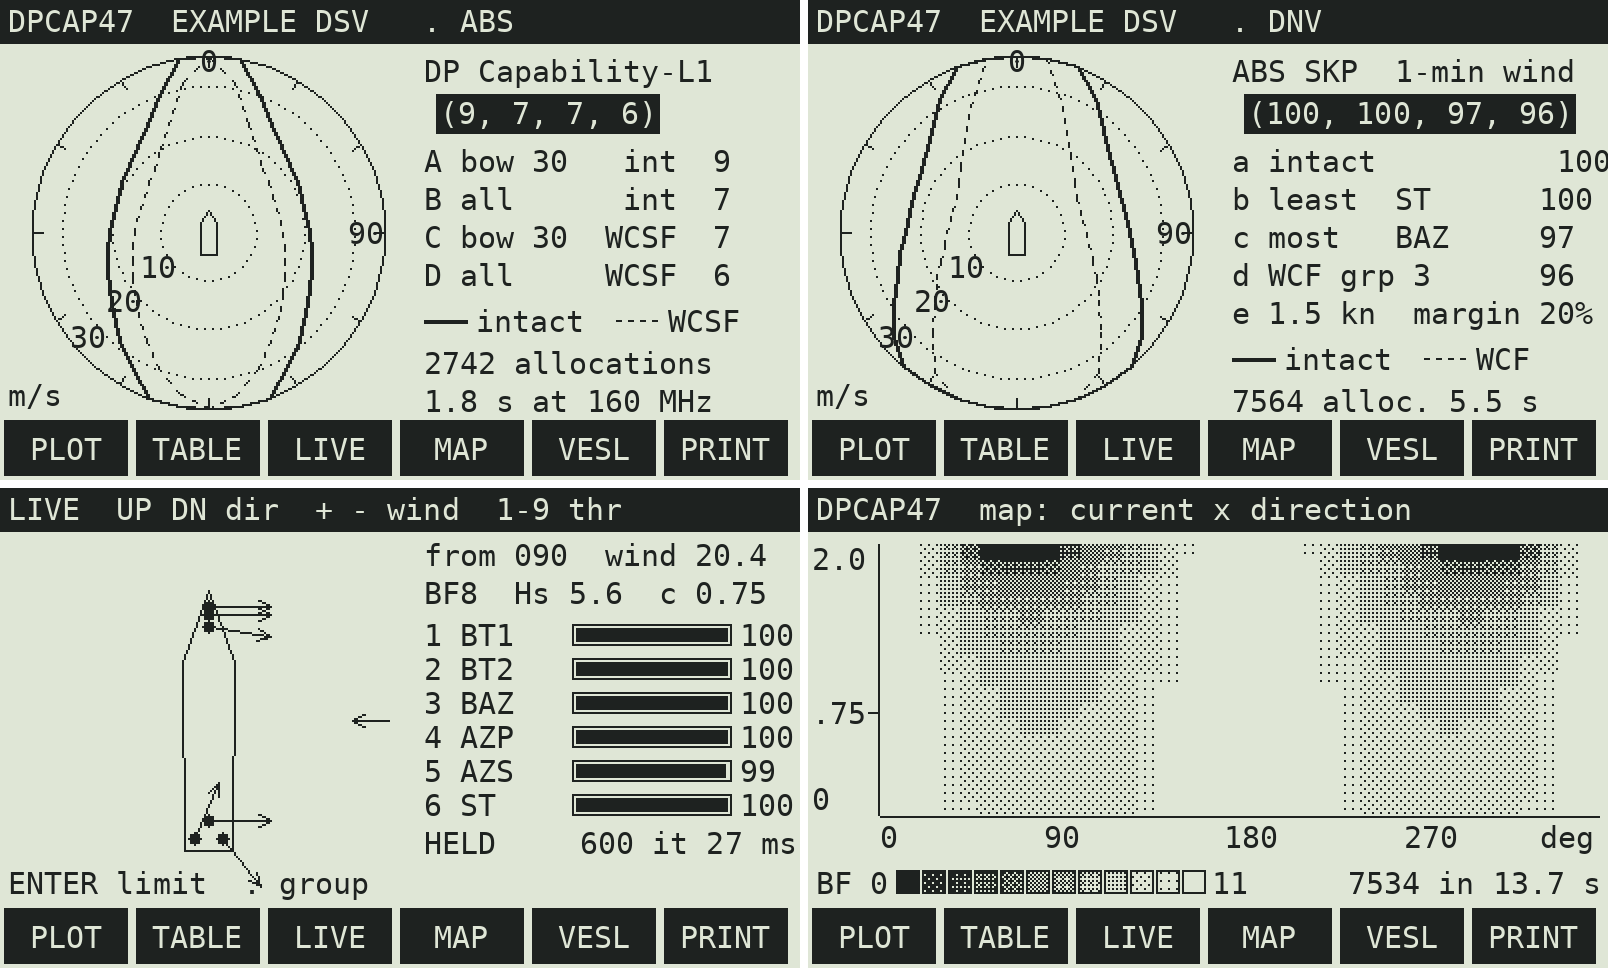 DPCAP47 EXAMPLE DSV . ABS
0
DP Capability-L1
(9, 7, 7, 6)
A bow 30 int 9
B all int 7
C bow 30 WCSF 7
D all WCSF 6
intact WCSF
2742 allocations
1.8 s at 160 MHz
90
10
20
30
m/s
PLOT TABLE LIVE MAP VESL PRINT
DPCAP47 EXAMPLE DSV . DNV
0
ABS SKP 1-min wind
(100, 100, 97, 96)
a intact 100
b least ST 100
c most BAZ 97
d WCF grp 3 96
e 1.5 kn margin 20%
intact WCF
7564 alloc. 5.5 s
90
10
20
30
m/s
PLOT TABLE LIVE MAP VESL PRINT
LIVE UP DN dir + - wind 1-9 thr
from 090 wind 20.4
BF8 Hs 5.6 c 0.75
1 BT1 100
2 BT2 100
3 BAZ 100
4 AZP 100
5 AZS 99
6 ST 100
HELD 600 it 27 ms
ENTER limit . group
PLOT TABLE LIVE MAP VESL PRINT
DPCAP47 map: current x direction
2.0
.75
0
0 90 180 270 deg
BF 0 11 7534 in 13.7 s
PLOT TABLE LIVE MAP VESL PRINT